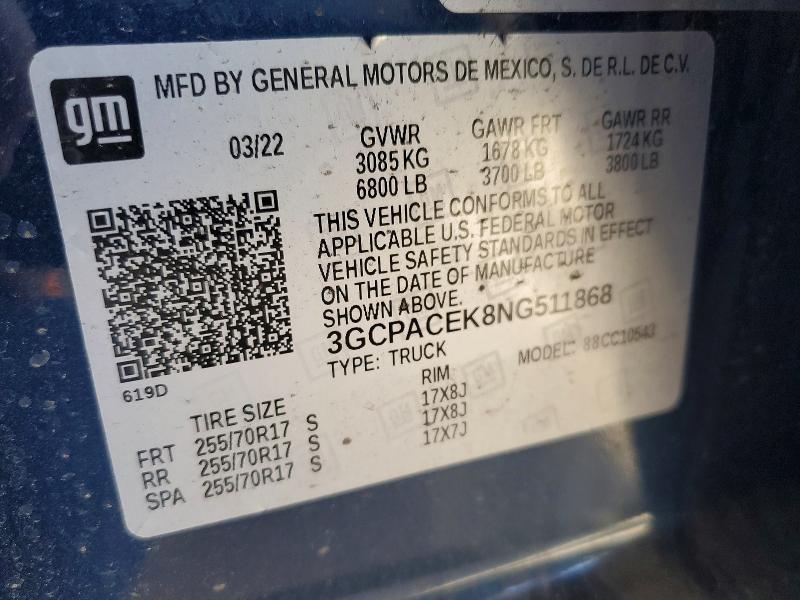 gm
MFD BY GENERAL MOTORS DE MEXICO, S. DE R.L. DE C.V.
03/22
GVWR
3085 KG
6800 LB
GAWR FRT
1678 KG
3700 LB
GAWR RR
1724 KG
3800 LB
THIS VEHICLE CONFORMS TO ALL
APPLICABLE U.S. FEDERAL MOTOR
VEHICLE SAFETY STANDARDS IN EFFECT
ON THE DATE OF MANUFACTURE
SHOWN ABOVE.
3GCPACEK8NG511868
TYPE: TRUCK
MODEL: 88CC10543
619D
TIRE SIZE
RIM
FRT 255/70R17 S 17X8J
RR 255/70R17 S 17X8J
SPA 255/70R17 S 17X7J